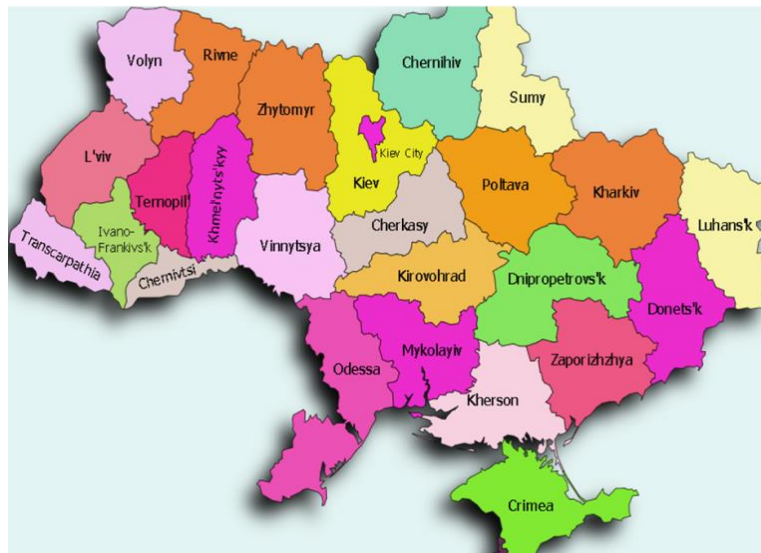 Volyn
Rivne
Chernihiv
Sumy
Zhytomyr
L'viv
Kiev City
Ternopil'
Khmel'nyts'kyy
Kiev
Poltava
Kharkiv
Cherkasy
Luhans'k
Ivano-
Frankivs'k
Transcarpathia
Vinnytsya
Chernivtsi
Kirovohrad
Dnipropetrovs'k
Donets'k
Odessa
Mykolayiv
Zaporizhzhya
Kherson
Crimea